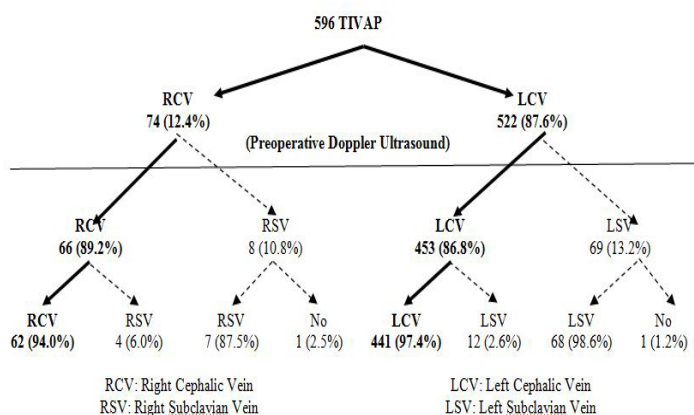 596 TIVAP
RCV LCV
74 (12.4%) 522 (87.6%)
(Preoperative Doppler Ultrasound)
RCV RSV LCV LSV
66 (89.2%) 8 (10.8%) 453 (86.8%) 69 (13.2%)
RCV RSV RSV No LCV LSV LSV No
62 (94.0%) 4 (6.0%) 7 (87.5%) 1 (2.5%) 441 (97.4%) 12 (2.6%) 68 (98.6%) 1 (1.2%)
RCV: Right Cephalic Vein LCV: Left Cephalic Vein
RSV: Right Subclavian Vein LSV: Left Subclavian Vein